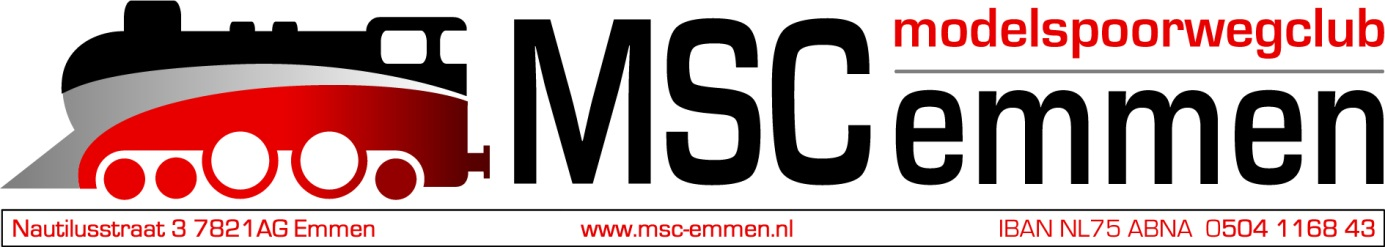 MSC modelspoorwegclub
emmen
Nautilusstraat 3 7821AG Emmen www.msc-emmen.nl IBAN NL75 ABNA 0504 1168 43